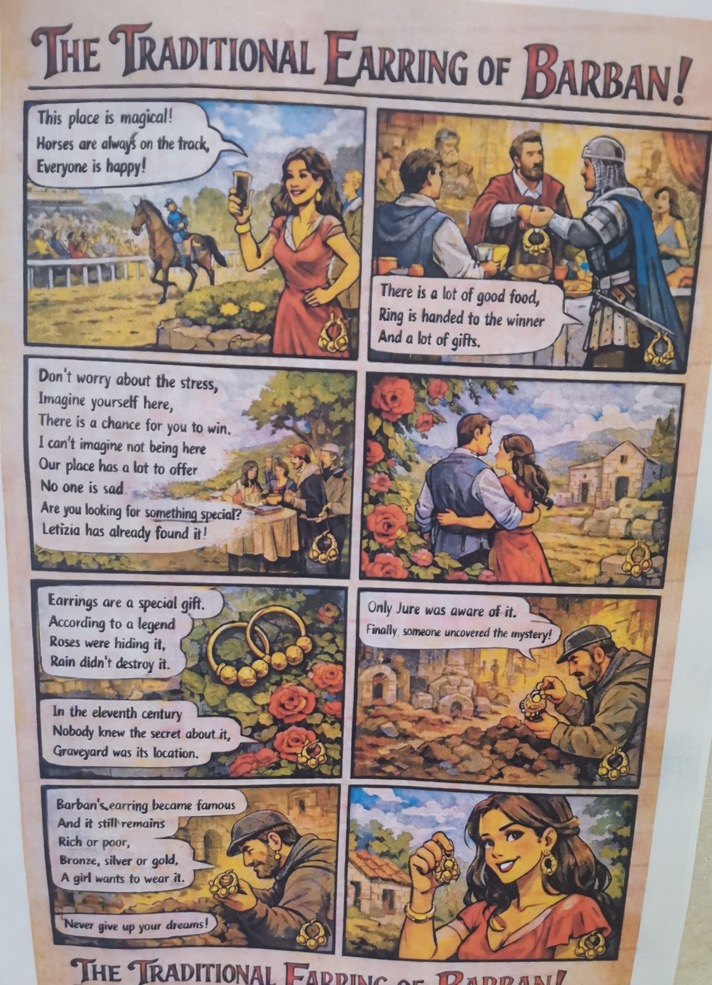 THE TRADITIONAL EARRING OF BARBAN!
This place is magical!
Horses are always on the track,
Everyone is happy!
There is a lot of good food,
Ring is handed to the winner
And a lot of gifts.
Don't worry about the stress,
Imagine yourself here,
There is a chance for you to win.
I can't imagine not being here
Our place has a lot to offer
No one is sad
Are you looking for something special?
Letizia has already found it!
Earrings are a special gift.
According to a legend
Roses were hiding it,
Rain didn't destroy it.
In the eleventh century
Nobody knew the secret about it,
Graveyard was its location.
Only Jure was aware of it.
Finally, someone uncovered the mystery!
Barban's earring became famous
And it still remains
Rich or poor,
Bronze, silver or gold,
A girl wants to wear it.
Never give up your dreams!
THE TRADITIONAL EARRING OF BARBAN!